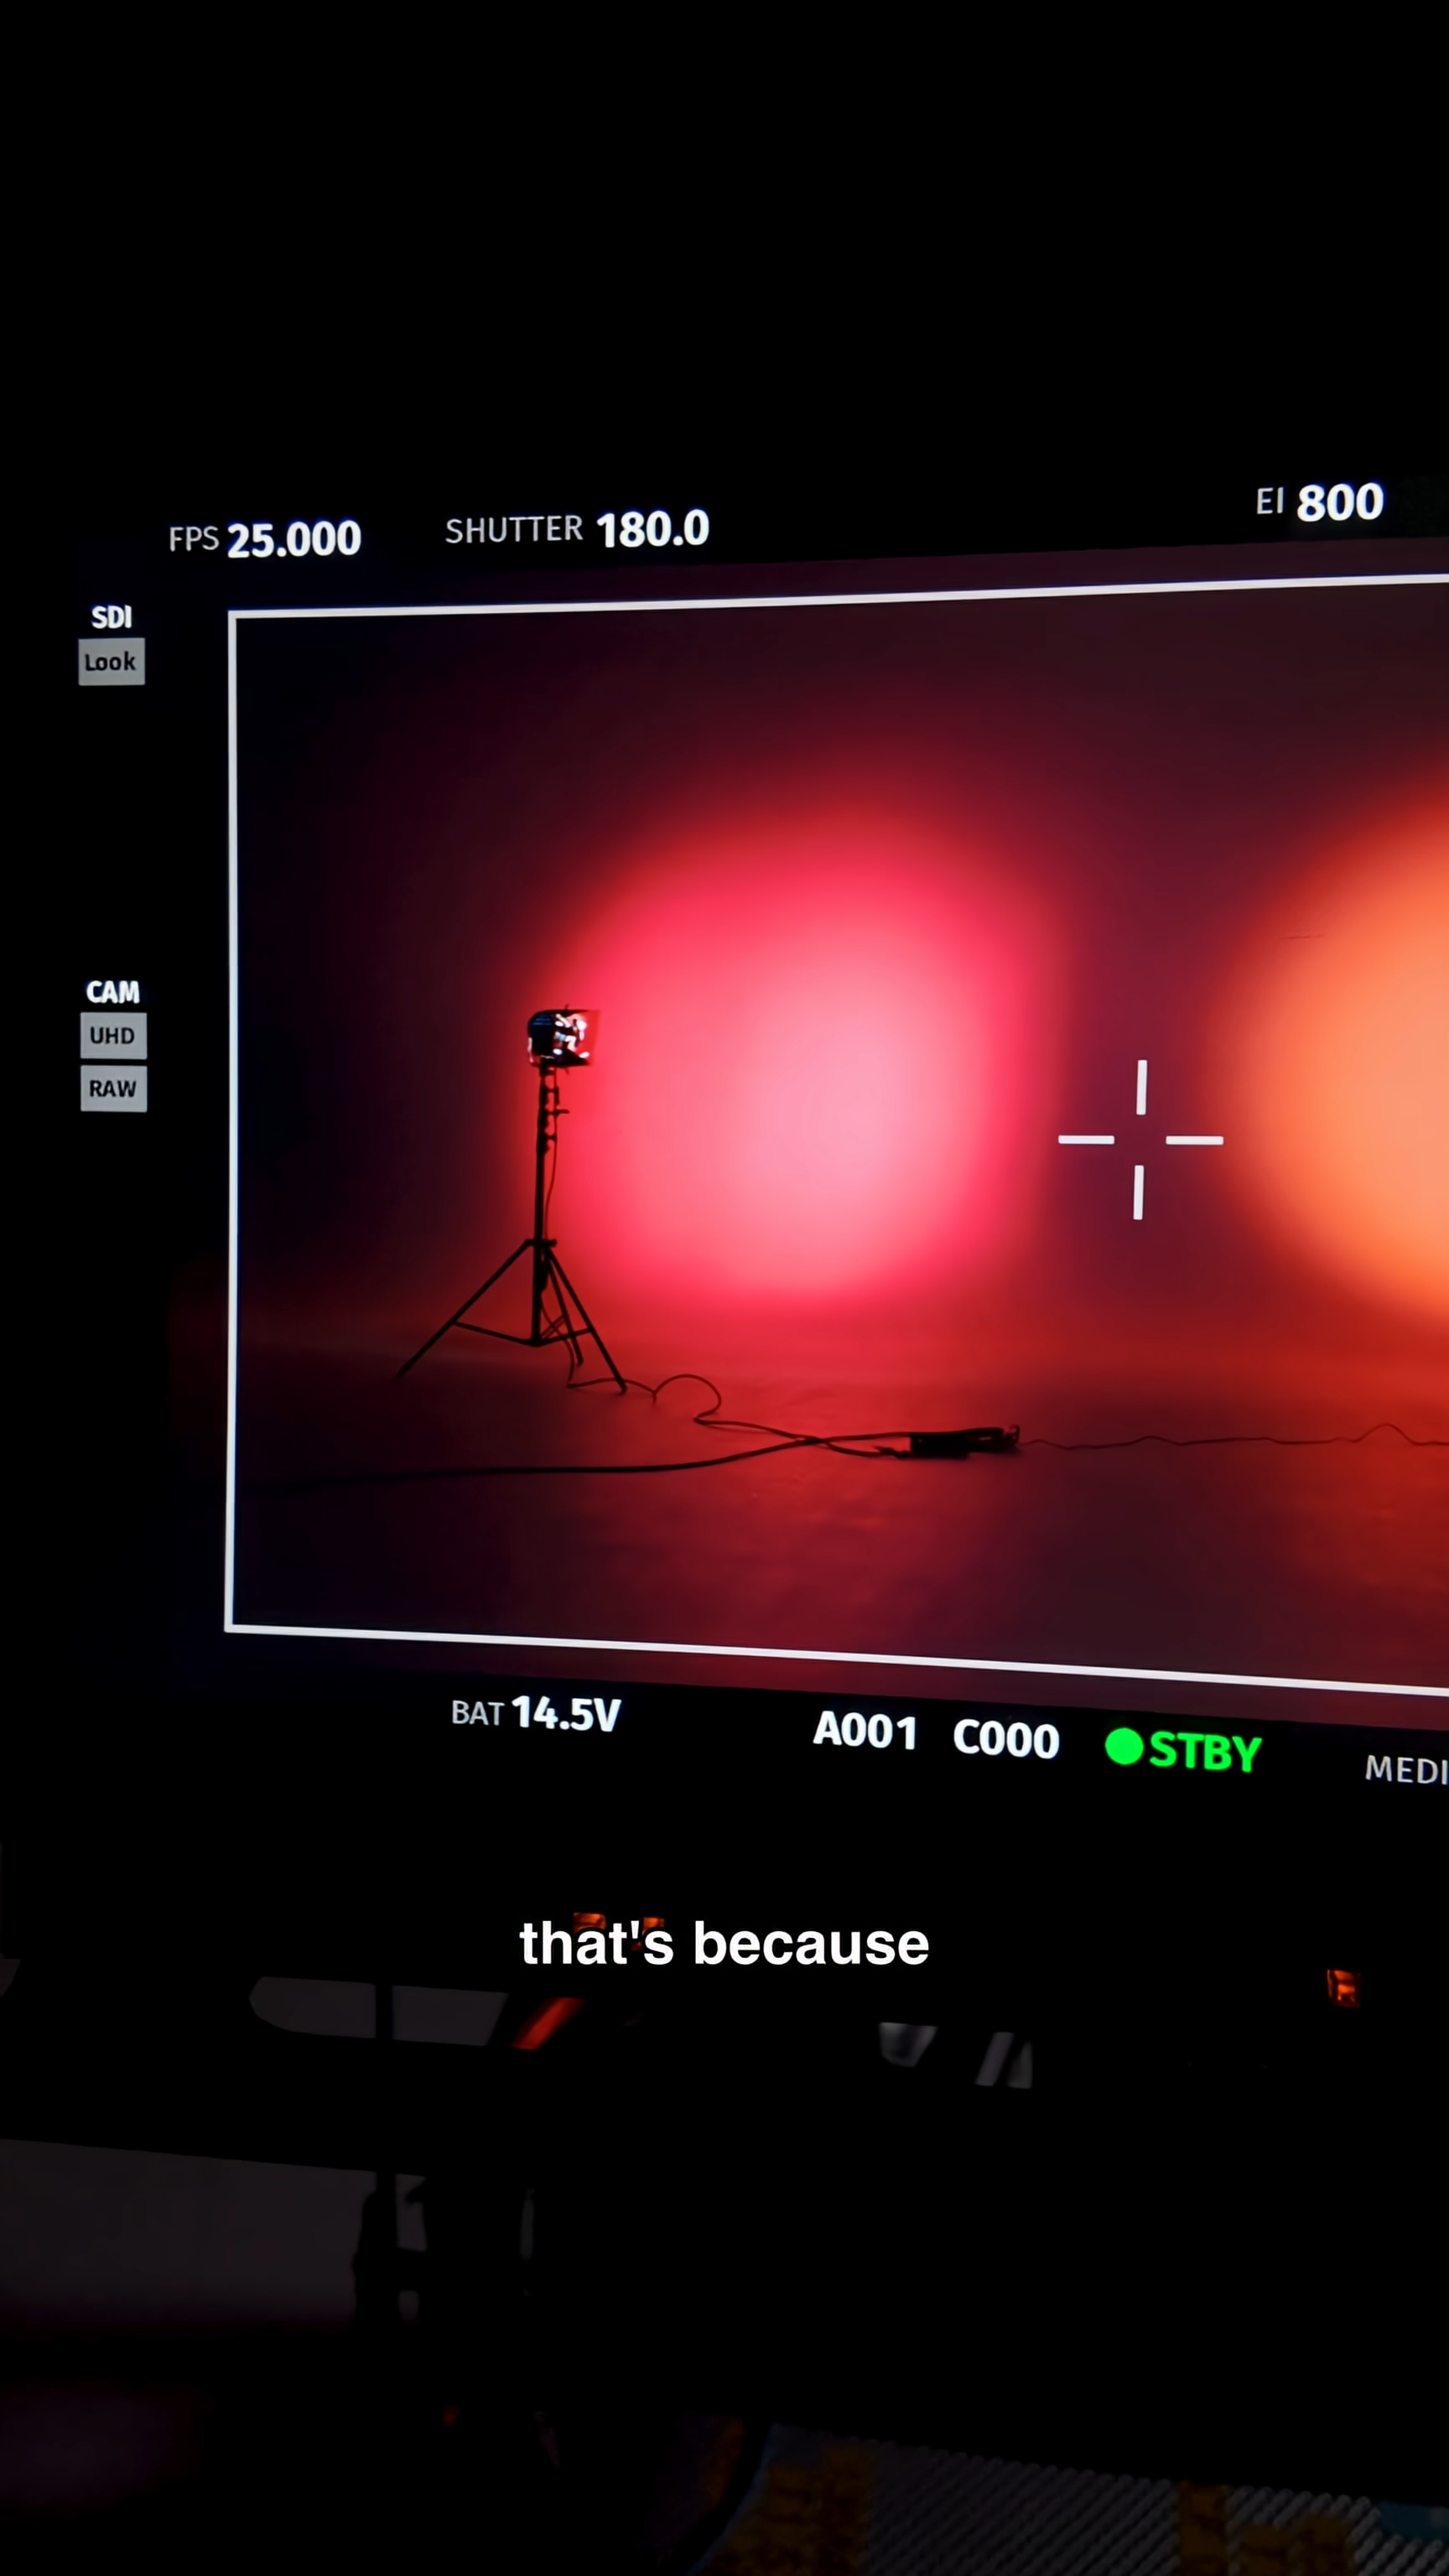 FPS 25.000 SHUTTER 180.0 EI 800
SDI
Look
CAM
UHD
RAW
BAT 14.5V A001 C000 STBY MEDI
that's because